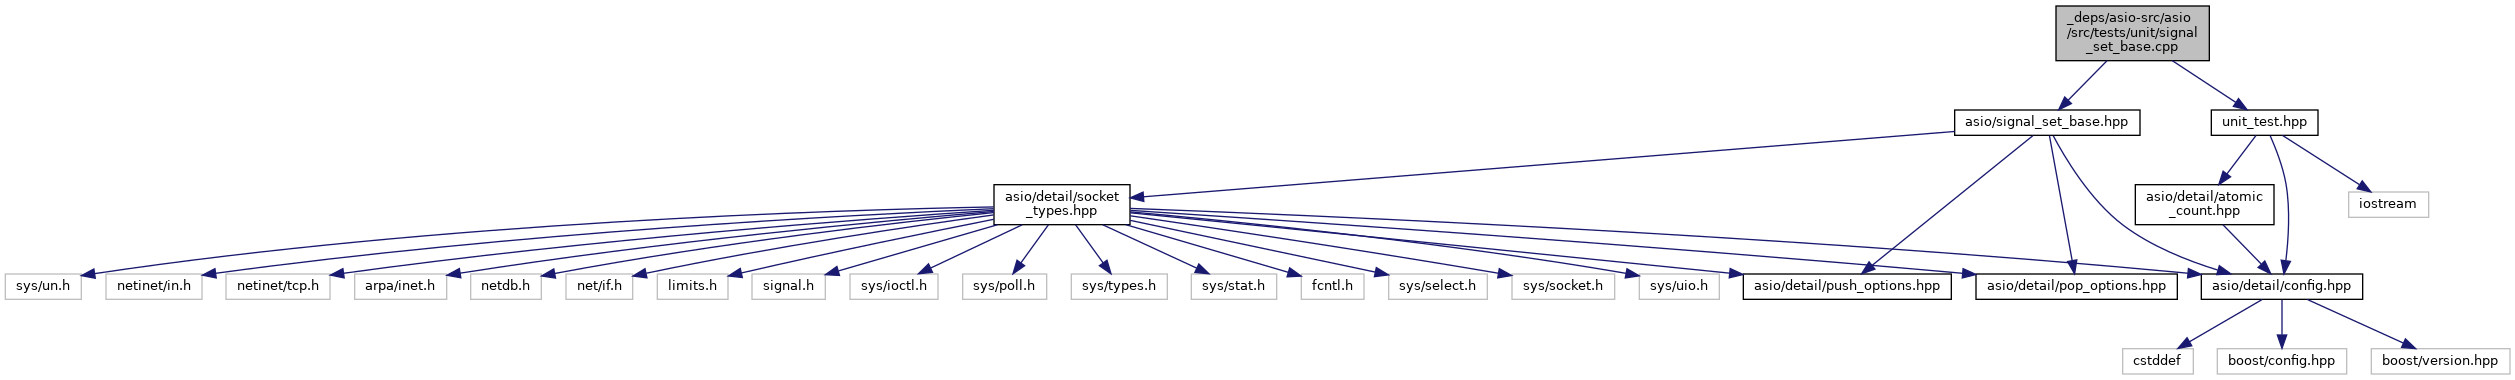 _deps/asio-src/asio
/src/tests/unit/signal
_set_base.cpp
asio/signal_set_base.hpp
unit_test.hpp
asio/detail/socket
_types.hpp
asio/detail/atomic
_count.hpp
iostream
sys/un.h
netinet/in.h
netinet/tcp.h
arpa/inet.h
netdb.h
net/if.h
limits.h
signal.h
sys/ioctl.h
sys/poll.h
sys/types.h
sys/stat.h
fcntl.h
sys/select.h
sys/socket.h
sys/uio.h
asio/detail/push_options.hpp
asio/detail/pop_options.hpp
asio/detail/config.hpp
cstddef
boost/config.hpp
boost/version.hpp